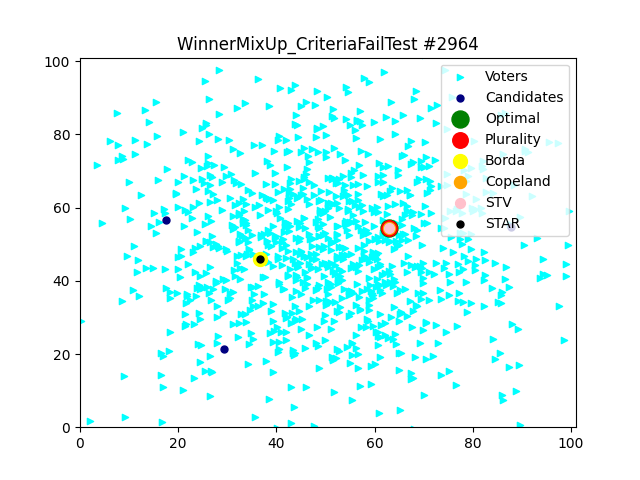 WinnerMixUp_CriteriaFailTest #2964
100
80
60
40
20
0
0
20
40
60
80
100
Voters
Candidates
Optimal
Plurality
Borda
Copeland
STV
STAR